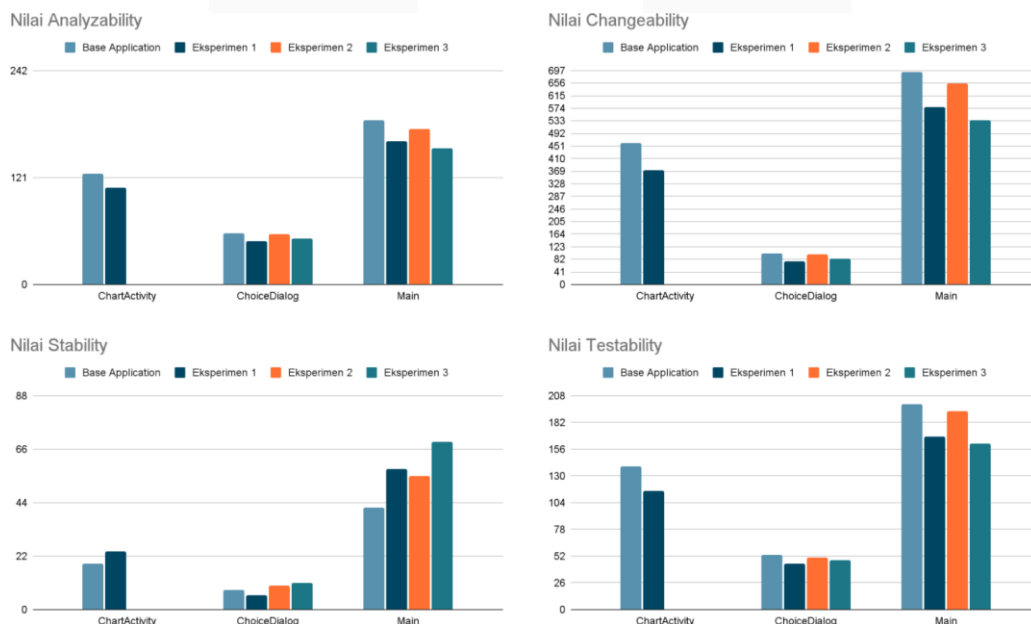 Nilai Analyzability
Base Application Eksperimen 1 Eksperimen 2 Eksperimen 3
242
121
0
ChartActivity ChoiceDialog Main
Nilai Changeability
Base Application Eksperimen 1 Eksperimen 2 Eksperimen 3
697
656
615
574
533
492
451
410
369
328
287
246
205
164
123
82
41
0
ChartActivity ChoiceDialog Main
Nilai Stability
Base Application Eksperimen 1 Eksperimen 2 Eksperimen 3
88
66
44
22
0
ChartActivity ChoiceDialog Main
Nilai Testability
Base Application Eksperimen 1 Eksperimen 2 Eksperimen 3
208
182
156
130
104
78
52
26
0
ChartActivity ChoiceDialog Main